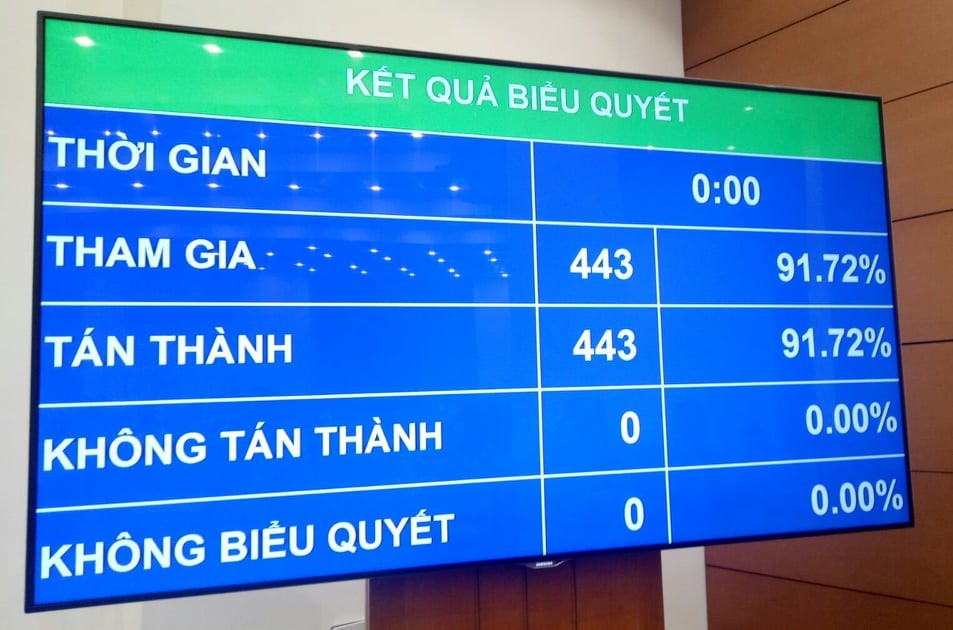 KẾT QUẢ BIỂU QUYẾT
THỜI GIAN 0:00
THAM GIA 443 91.72%
TÁN THÀNH 443 91.72%
KHÔNG TÁN THÀNH 0 0.00%
KHÔNG BIỂU QUYẾT 0 0.00%
SAMSUNG